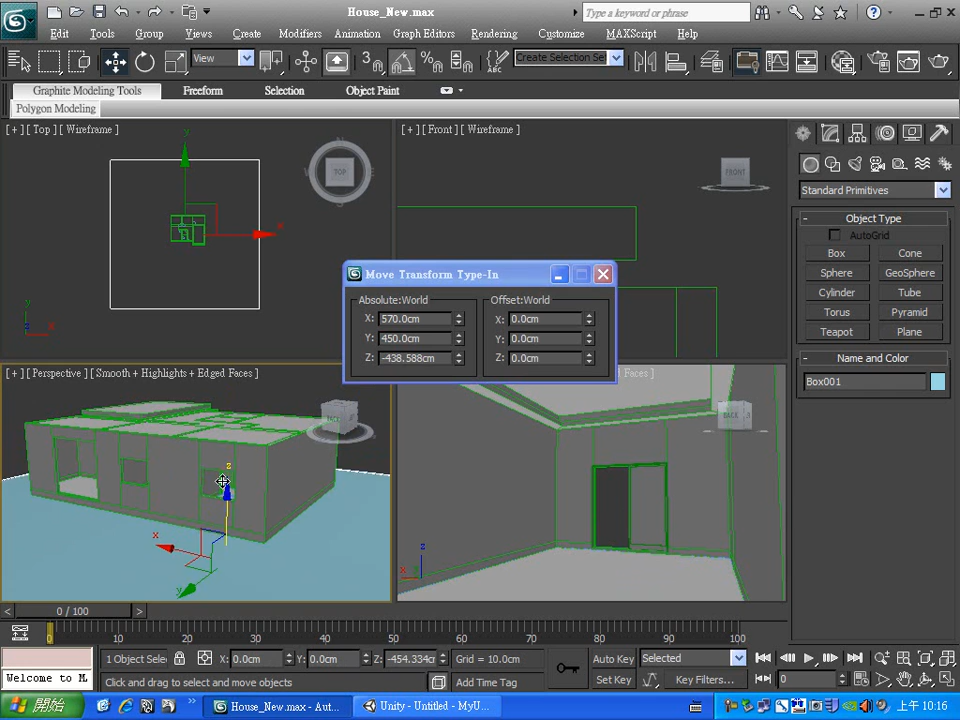 House_New.max
Type a keyword or phrase
Edit Tools Group Views Create Modifiers Animation Graph Editors Rendering Customize MAXScript Help
View
3
Create Selection Se
Graphite Modeling Tools Freeform Selection Object Paint
Polygon Modeling
[ + ] [ Top ] [ Wireframe ]
[ + ] [ Front ] [ Wireframe ]
TOP
FRONT
Standard Primitives
Object Type
AutoGrid
Box Cone
Sphere GeoSphere
Cylinder Tube
Torus Pyramid
Teapot Plane
Name and Color
Box001
Move Transform Type-In
Absolute:World Offset:World
X: 570.0cm X: 0.0cm
Y: 450.0cm Y: 0.0cm
Z: -438.588cm Z: 0.0cm
[ + ] [ Perspective ] [ Smooth + Highlights + Edged Faces ]
Faces ]
BACK
y
x
z
x
y
z
x
z
x
0 / 100
0 10 20 30 40 50 60 70 80 90 100
1 Object Sele X: 0.0cm Y: 0.0cm Z: -454.334c Grid = 10.0cm Auto Key Selected
Welcome to M Click and drag to select and move objects Add Time Tag Set Key Key Filters... 0
開始 House_New.max - Aut... Unity - Untitled - MyU... 上午 10:16